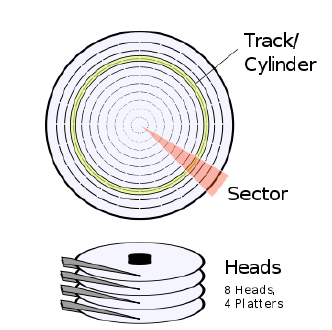 Track/
Cylinder
Sector
Heads
8 Heads,
4 Platters